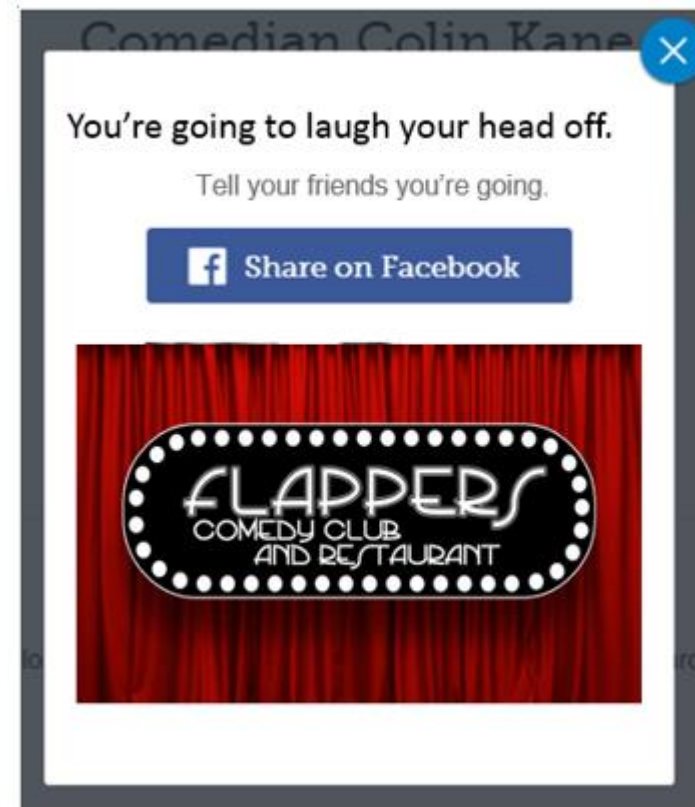 Comedian Colin Kane
You’re going to laugh your head off.
Tell your friends you’re going.
f Share on Facebook
FLAPPERS
COMEDY CLUB
AND RESTAURANT